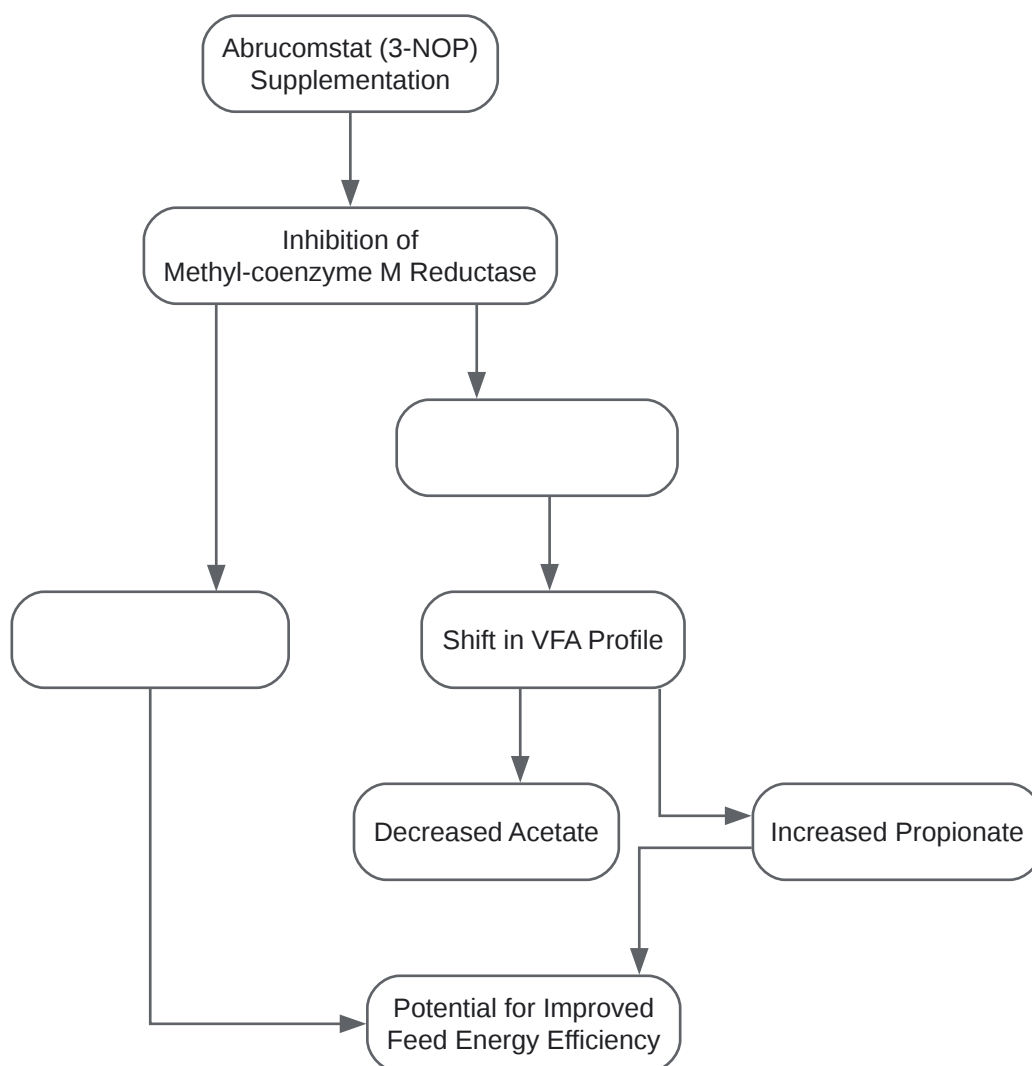 Abrucomstat (3-NOP)
Supplementation
Inhibition of
Methyl-coenzyme M Reductase
Shift in VFA Profile
Decreased Acetate
Increased Propionate
Potential for Improved
Feed Energy Efficiency